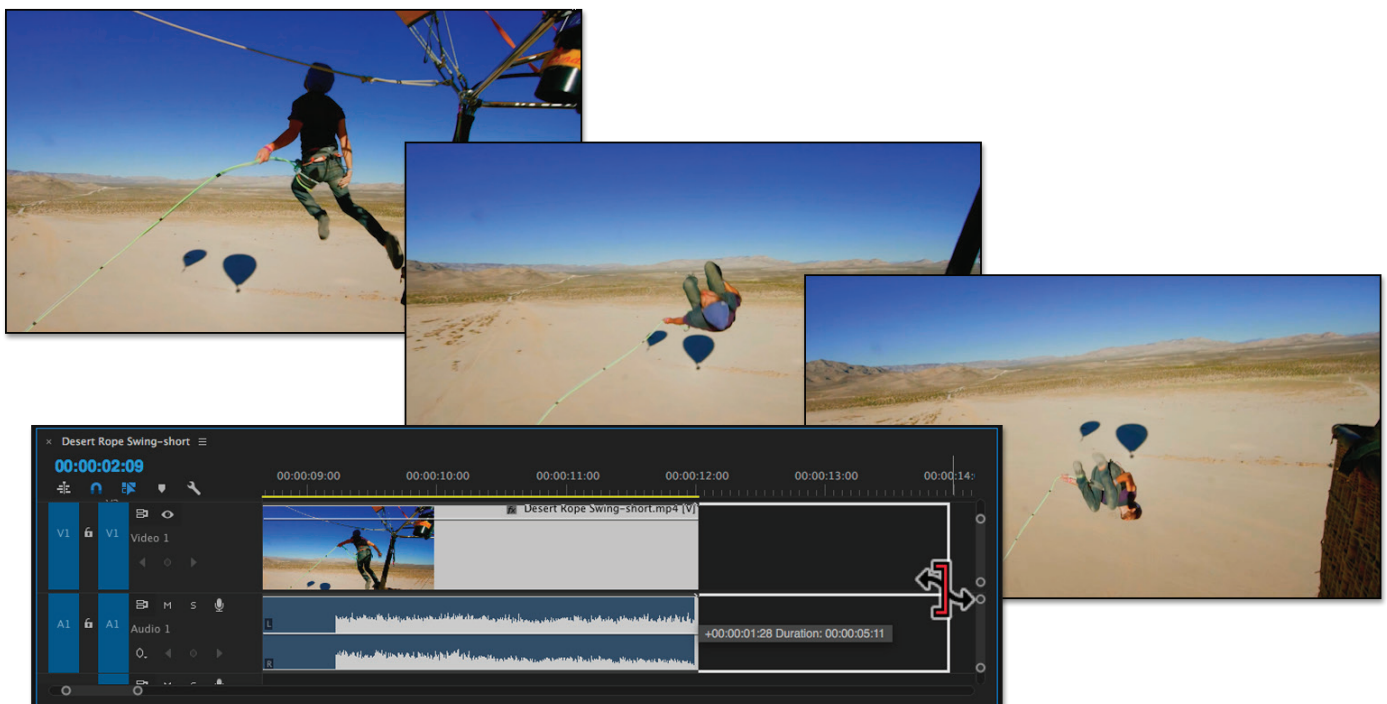 Desert Rope Swing-short
00:00:02:09
00:00:09:00 00:00:10:00 00:00:11:00 00:00:12:00 00:00:13:00 00:00:14:
fx Desert Rope Swing-short.mp4 [V]
V1 V1 Video 1
M S
A1 A1 Audio 1
L
+00:00:01:28 Duration: 00:00:05:11
R